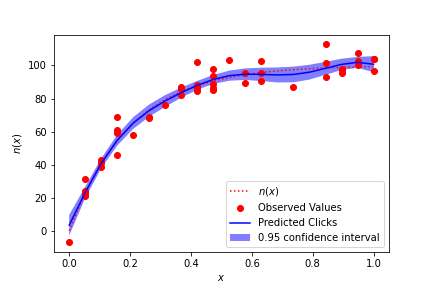 100
80
60
40
20
0
n(x)
n(x)
Observed Values
Predicted Clicks
0.95 confidence interval
0.0
0.2
0.4
0.6
0.8
1.0
x